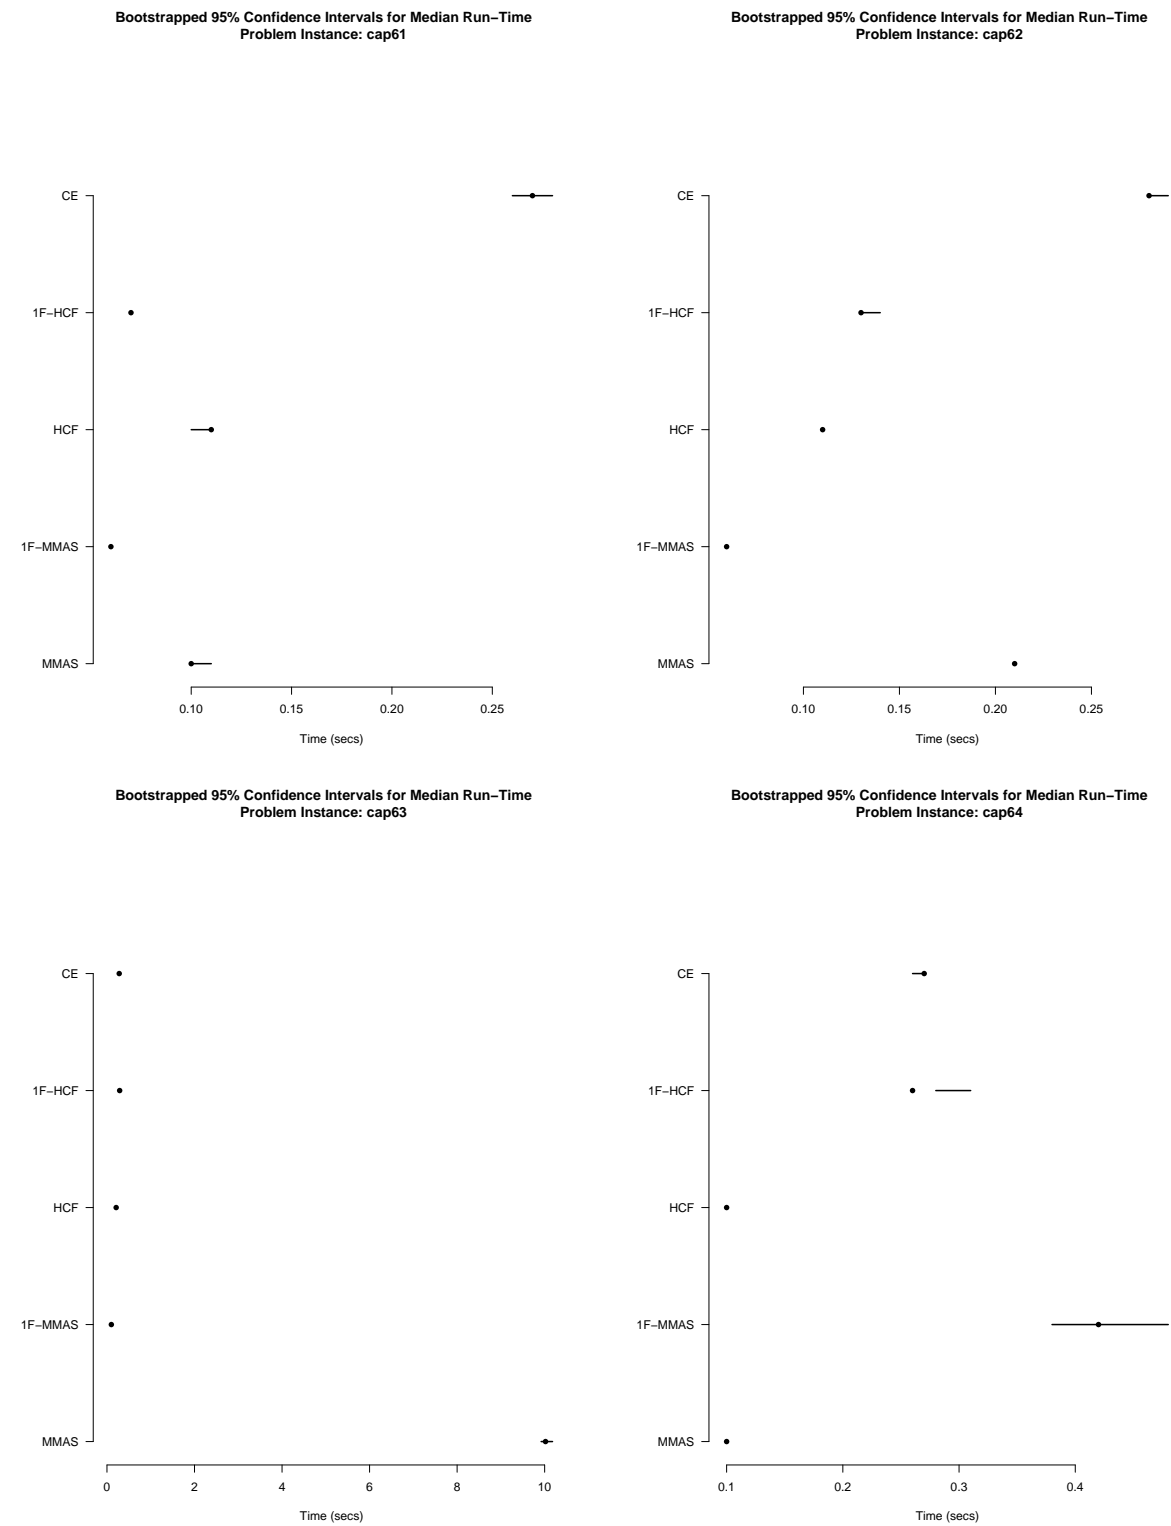 Bootstrapped 95% Confidence Intervals for Median Run−Time
Problem Instance: cap61
CE
1F−HCF
HCF
1F−MMAS
MMAS
0.10 0.15 0.20 0.25
Time (secs)
Bootstrapped 95% Confidence Intervals for Median Run−Time
Problem Instance: cap62
CE
1F−HCF
HCF
1F−MMAS
MMAS
0.10 0.15 0.20 0.25
Time (secs)
Bootstrapped 95% Confidence Intervals for Median Run−Time
Problem Instance: cap63
CE
1F−HCF
HCF
1F−MMAS
MMAS
0 2 4 6 8 10
Time (secs)
Bootstrapped 95% Confidence Intervals for Median Run−Time
Problem Instance: cap64
CE
1F−HCF
HCF
1F−MMAS
MMAS
0.1 0.2 0.3 0.4
Time (secs)